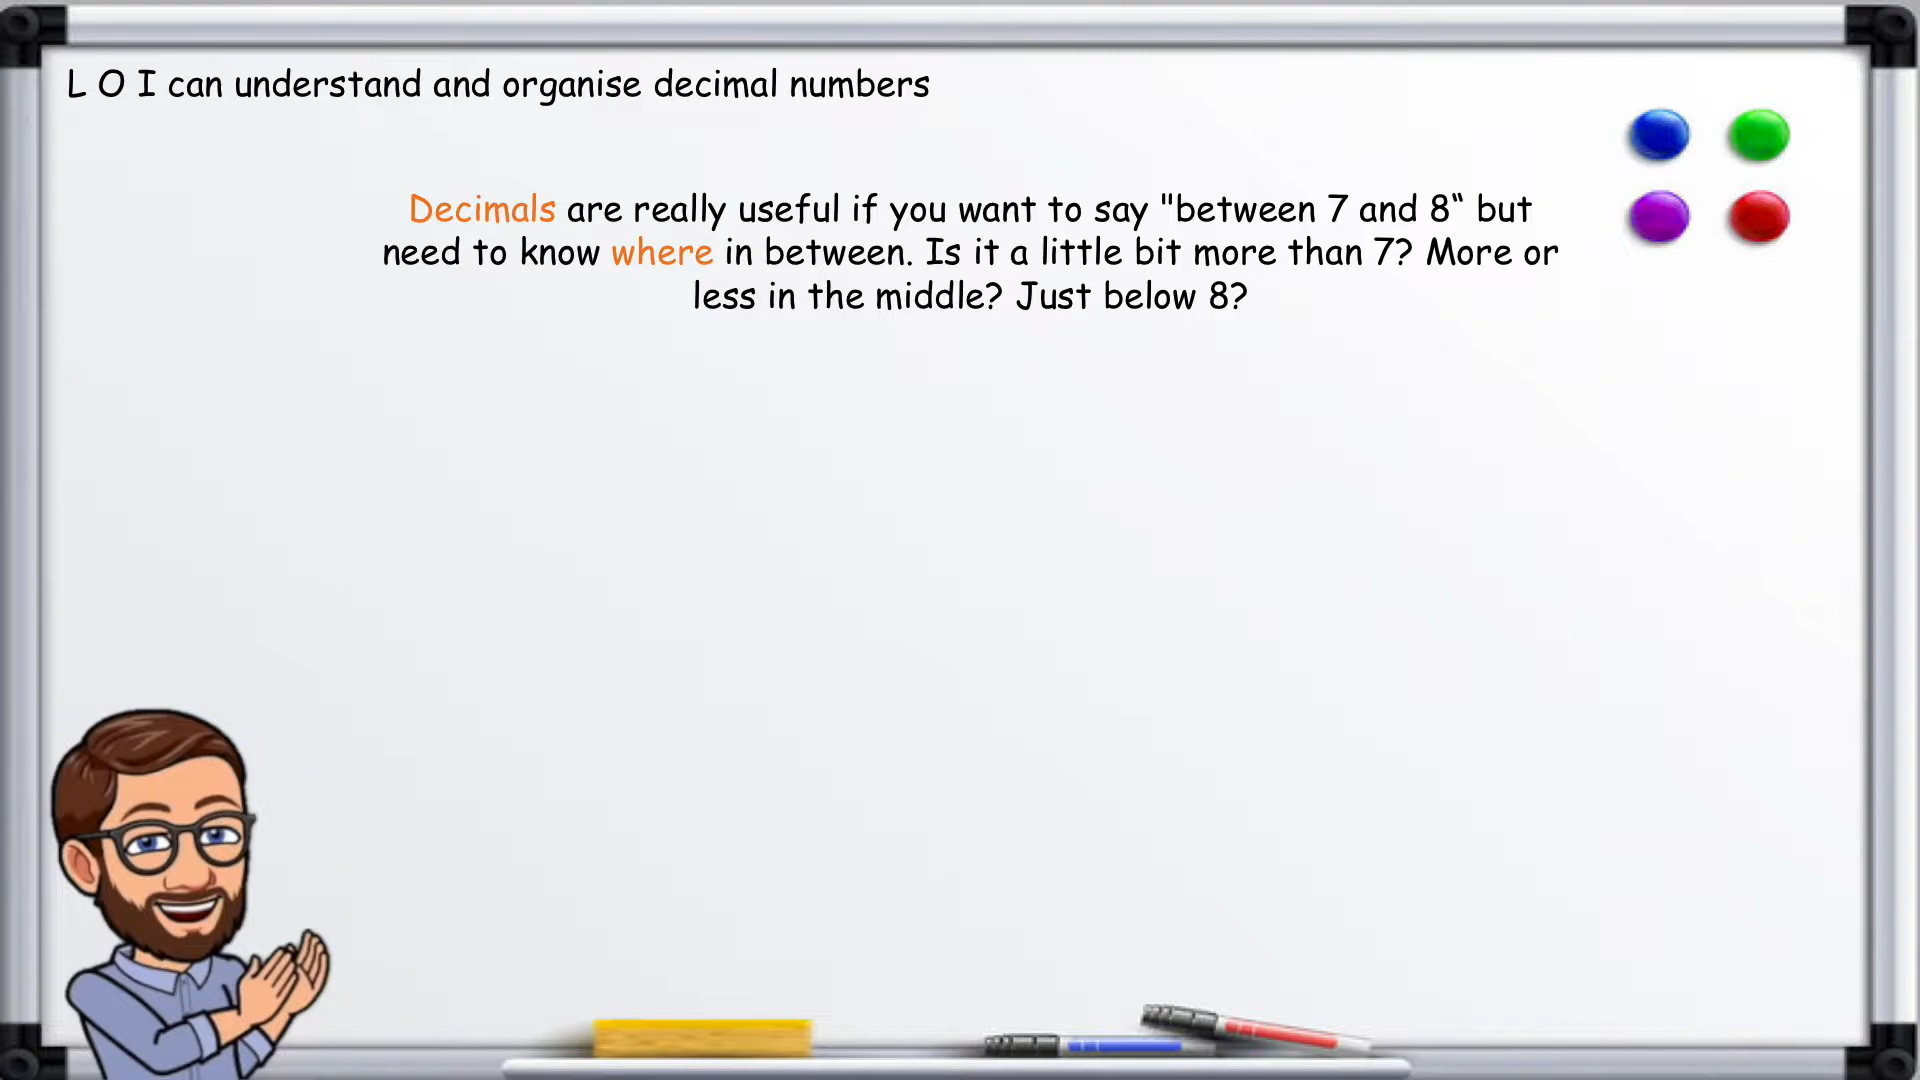 L O I can understand and organise decimal numbers
Decimals are really useful if you want to say "between 7 and 8“ but
need to know where in between. Is it a little bit more than 7? More or
less in the middle? Just below 8?